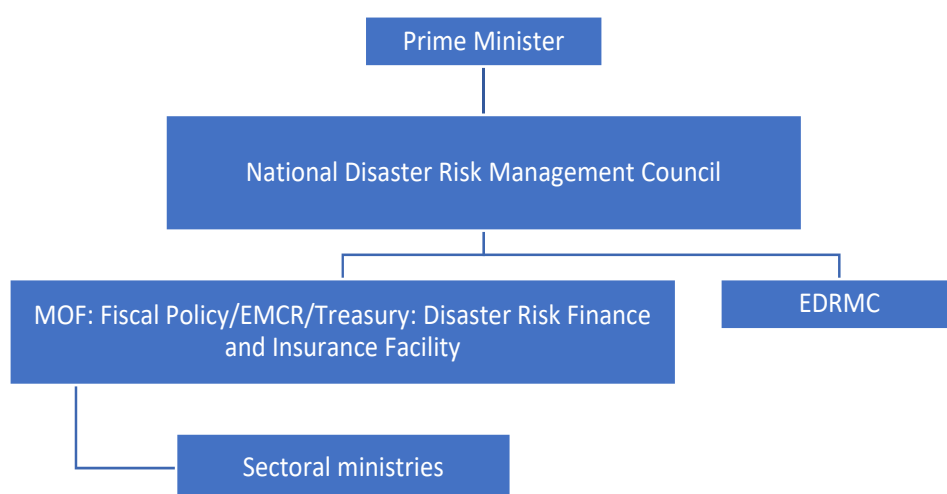 Prime Minister
National Disaster Risk Management Council
MOF: Fiscal Policy/EMCR/Treasury: Disaster Risk Finance
and Insurance Facility
EDRMC
Sectoral ministries